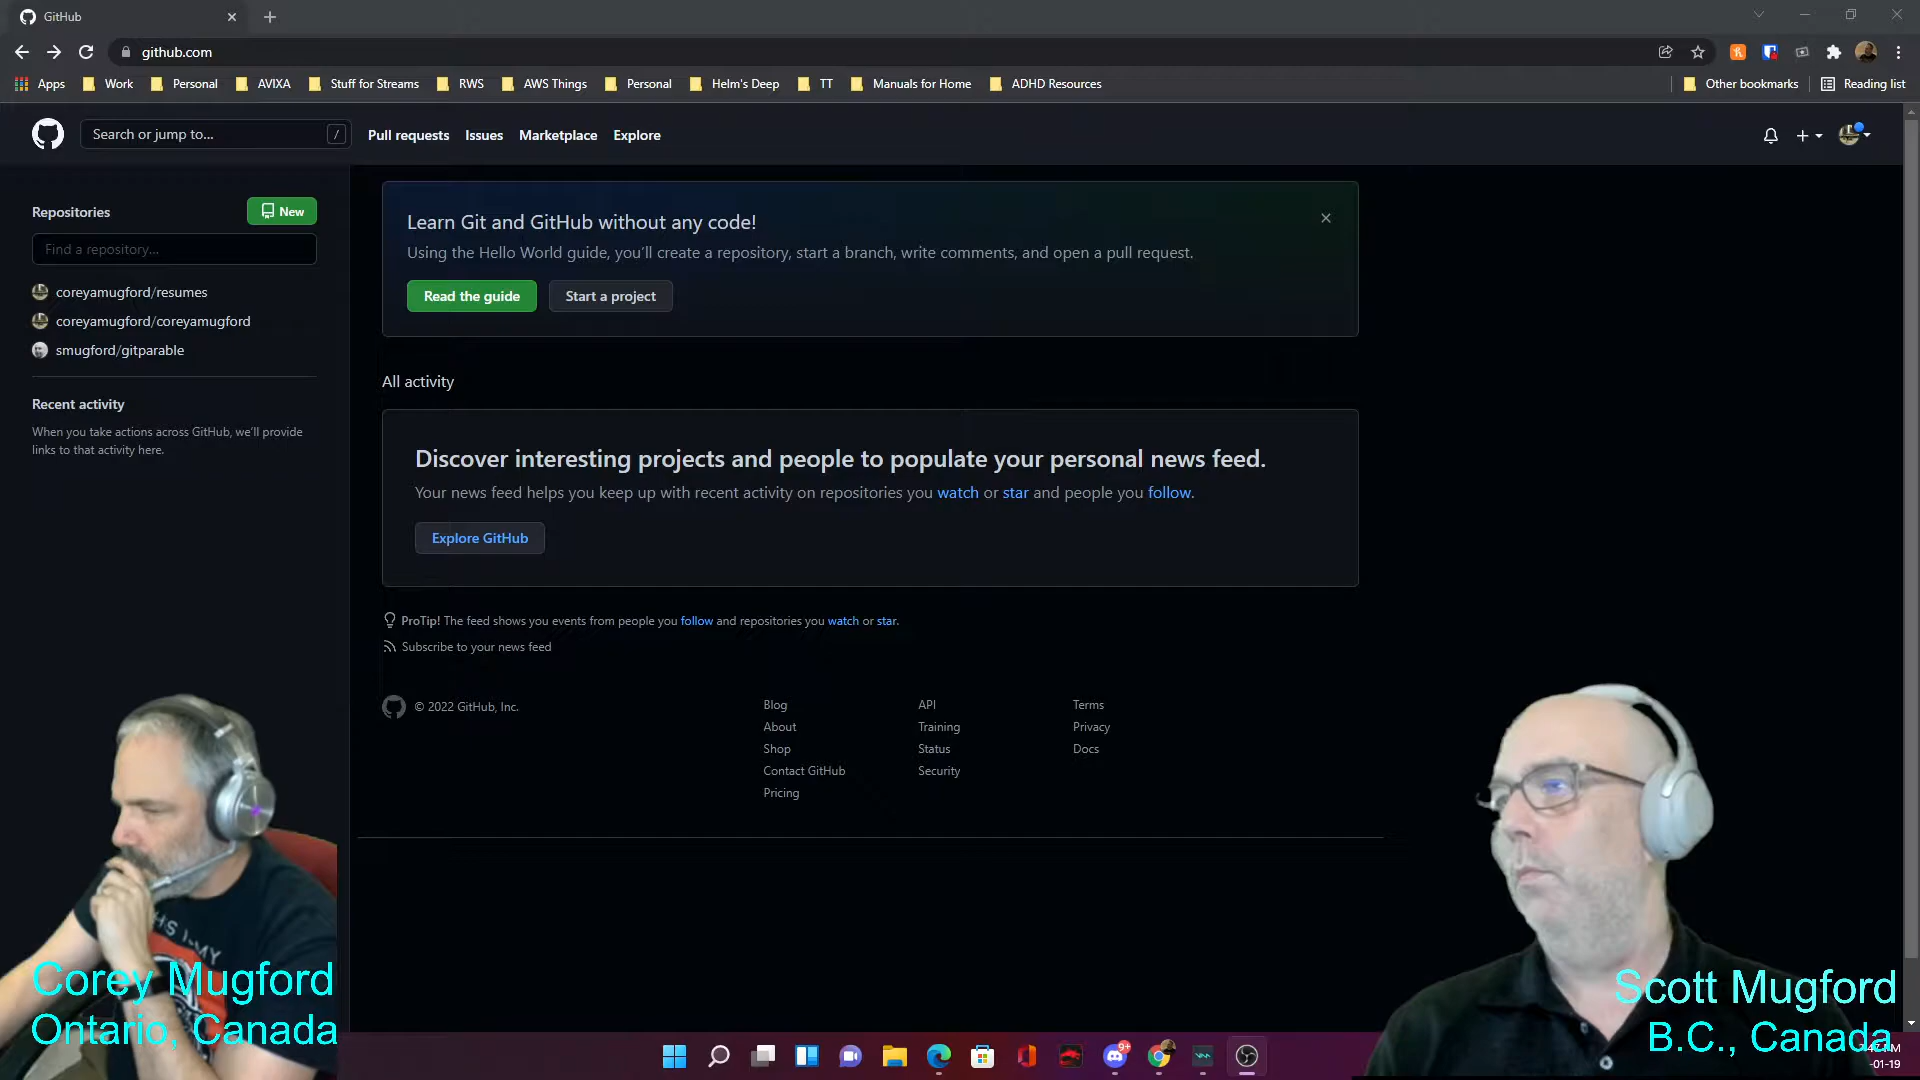 GitHub
github.com
Apps Work Personal AVIXA Stuff for Streams RWS AWS Things Personal Helm's Deep TT Manuals for Home ADHD Resources Other bookmarks Reading list
Search or jump to... / Pull requests Issues Marketplace Explore
Repositories New
Find a repository...
coreyamugford/resumes
coreyamugford/coreyamugford
smugford/gitparable
Recent activity
When you take actions across GitHub, we'll provide
links to that activity here.
Learn Git and GitHub without any code!
Using the Hello World guide, you'll create a repository, start a branch, write comments, and open a pull request.
Read the guide Start a project
All activity
Discover interesting projects and people to populate your personal news feed.
Your news feed helps you keep up with recent activity on repositories you watch or star and people you follow.
Explore GitHub
ProTip! The feed shows you events from people you follow and repositories you watch or star.
Subscribe to your news feed
© 2022 GitHub, Inc.
Blog
About
Shop
Contact GitHub
Pricing
API
Training
Status
Security
Terms
Privacy
Docs
Corey Mugford
Ontario, Canada
Scott Mugford
B.C., Canada
9+
-01-19